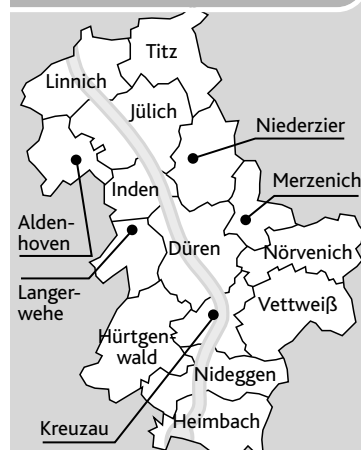 Titz
Linnich
Jülich
Niederzier
Merzenich
Inden
Alden-
hoven
Düren
Nörvenich
Langer-
wehe
Vettweiß
Hürtgen-
wald
Nideggen
Heimbach
Kreuzau